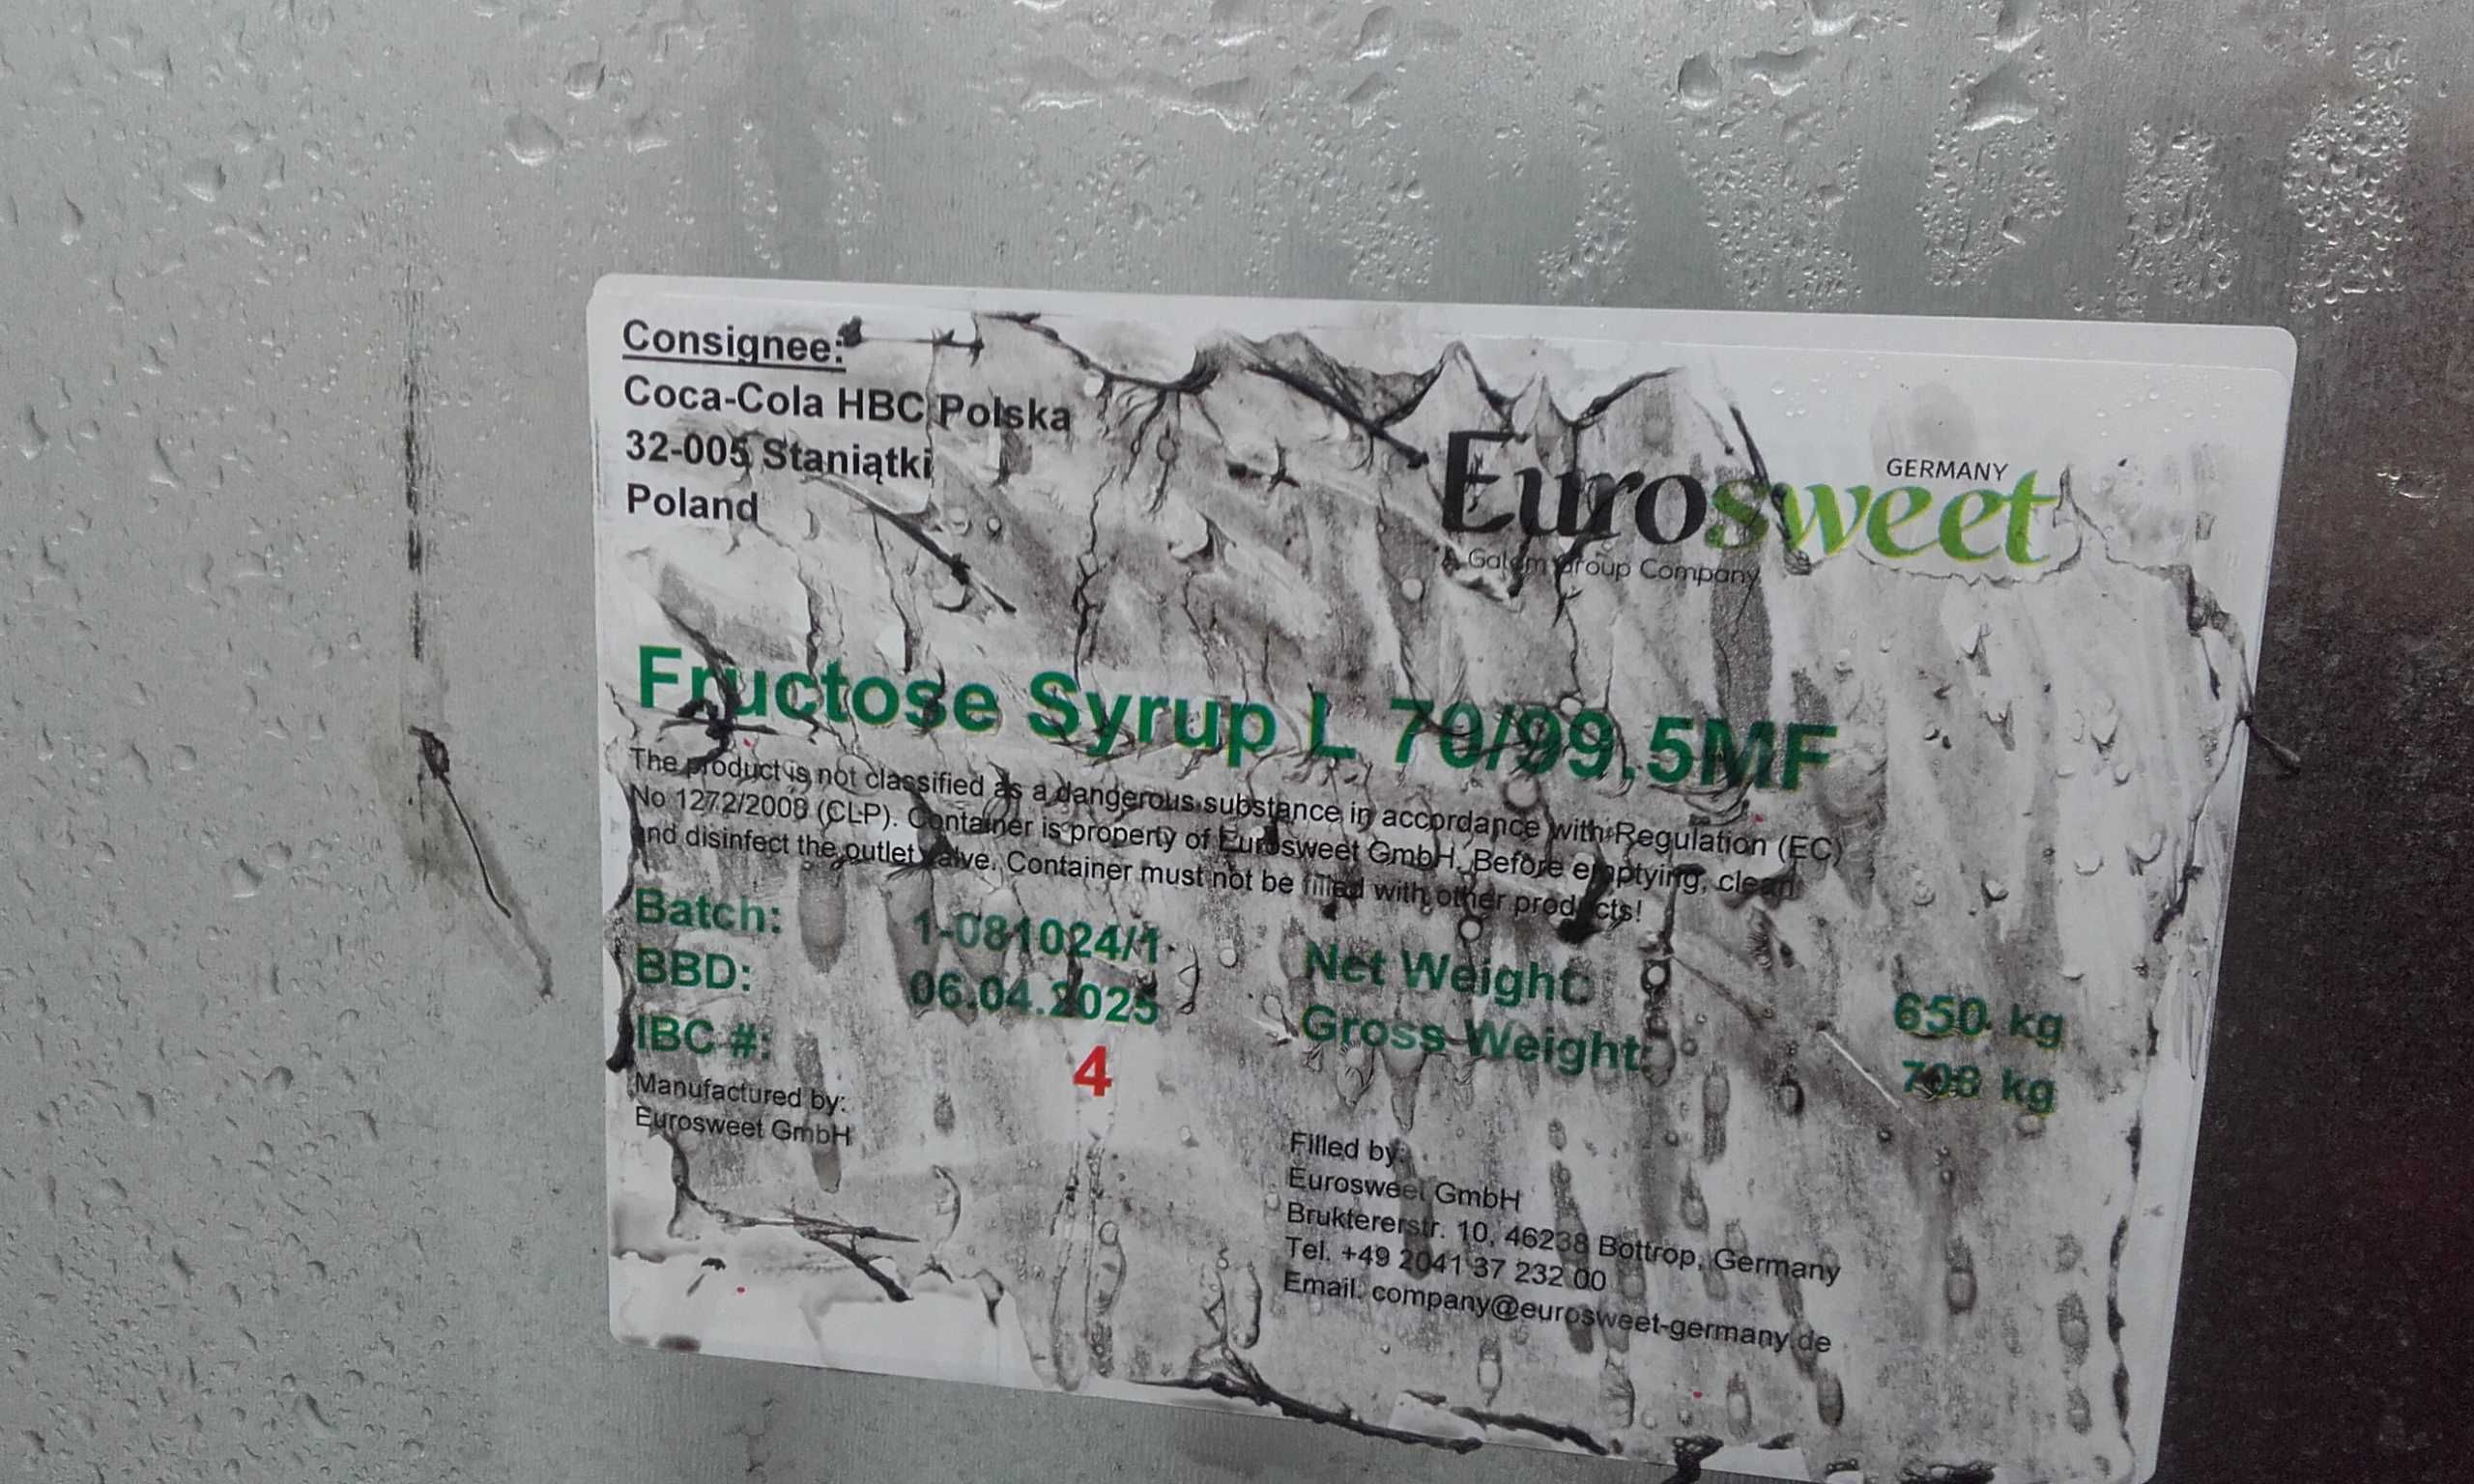 Consignee:
Coca-Cola HBC Polska
32-005 Staniątki
Poland
GERMANY
Eurosweet
A Galam Group Company
Fructose Syrup L 70/99,5MF
The product is not classified as a dangerous substance in accordance with Regulation (EC)
No 1272/2008 (CLP). Container is property of Eurosweet GmbH. Before emptying, clean
and disinfect the outlet valve. Container must not be filled with other products!
Batch: 1-081024/1
BBD: 06.04.2025
IBC #: 4
Net Weight: 650 kg
Gross Weight: 798 kg
Manufactured by:
Eurosweet GmbH
Filled by:
Eurosweet GmbH
Bruktererstr. 10, 46238 Bottrop, Germany
Tel. +49 2041 37 232 00
Email: company@eurosweet-germany.de